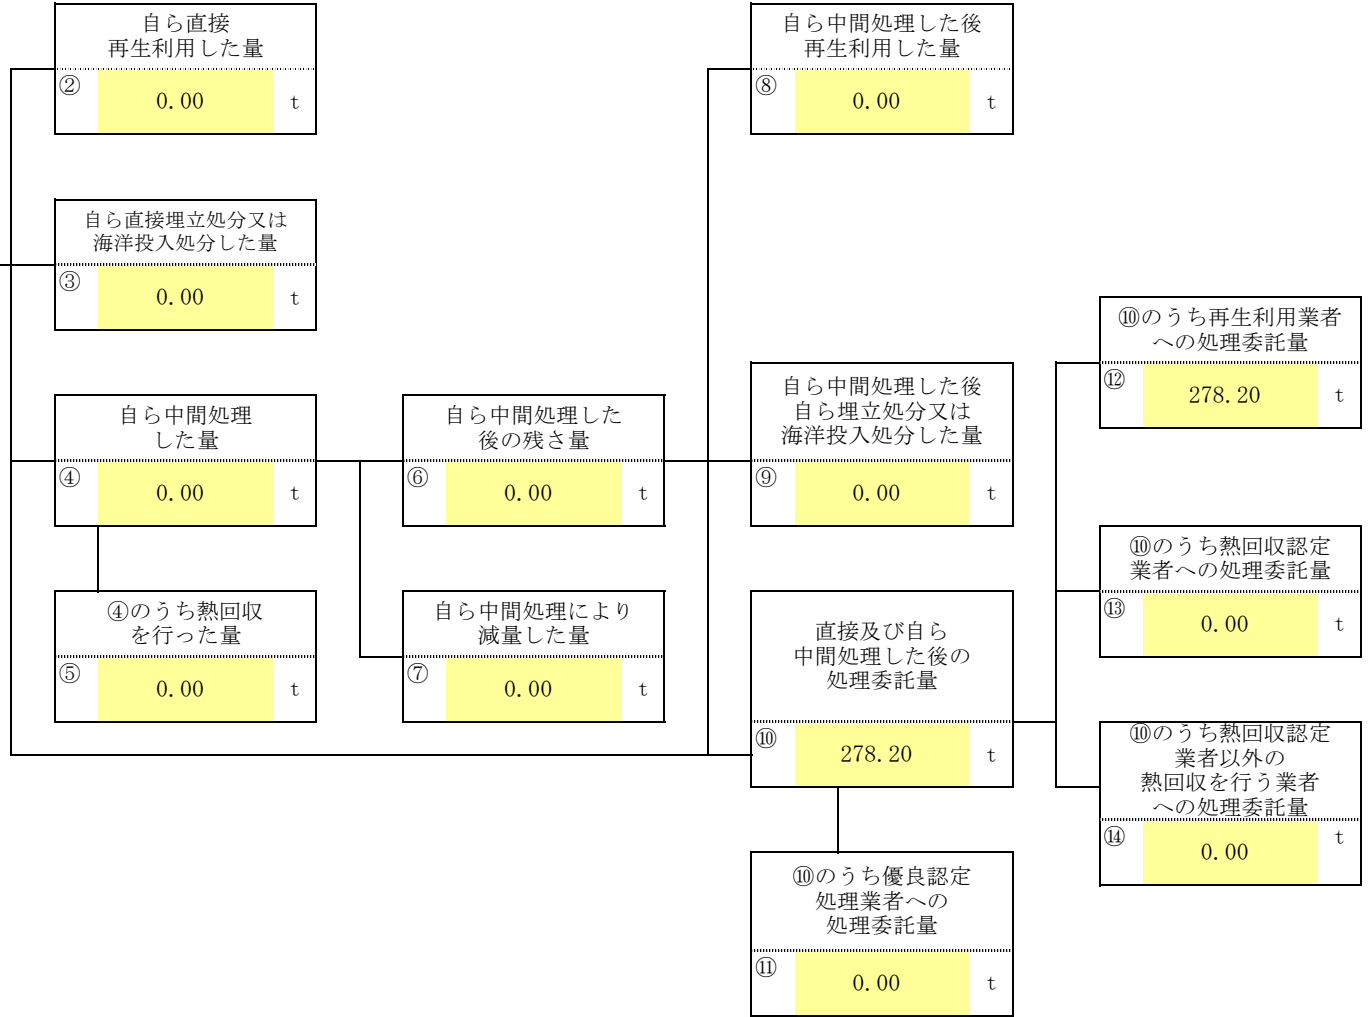 自ら直接
再生利用した量
②
0.00
t
自ら直接埋立処分又は
海洋投入処分した量
③
0.00
t
自ら中間処理
した量
④
0.00
t
④のうち熱回収
を行った量
⑤
0.00
t
自ら中間処理した
後の残さ量
⑥
0.00
t
自ら中間処理により
減量した量
⑦
0.00
t
自ら中間処理した後
再生利用した量
⑧
0.00
t
自ら中間処理した後
自ら埋立処分又は
海洋投入処分した量
⑨
0.00
t
直接及び自ら
中間処理した後の
処理委託量
⑩
278.20
t
⑩のうち優良認定
処理業者への
処理委託量
⑪
0.00
t
⑩のうち再生利用業者
への処理委託量
⑫
278.20
t
⑩のうち熱回収認定
業者への処理委託量
⑬
0.00
t
⑩のうち熱回収認定
業者以外の
熱回収を行う業者
への処理委託量
⑭
0.00
t